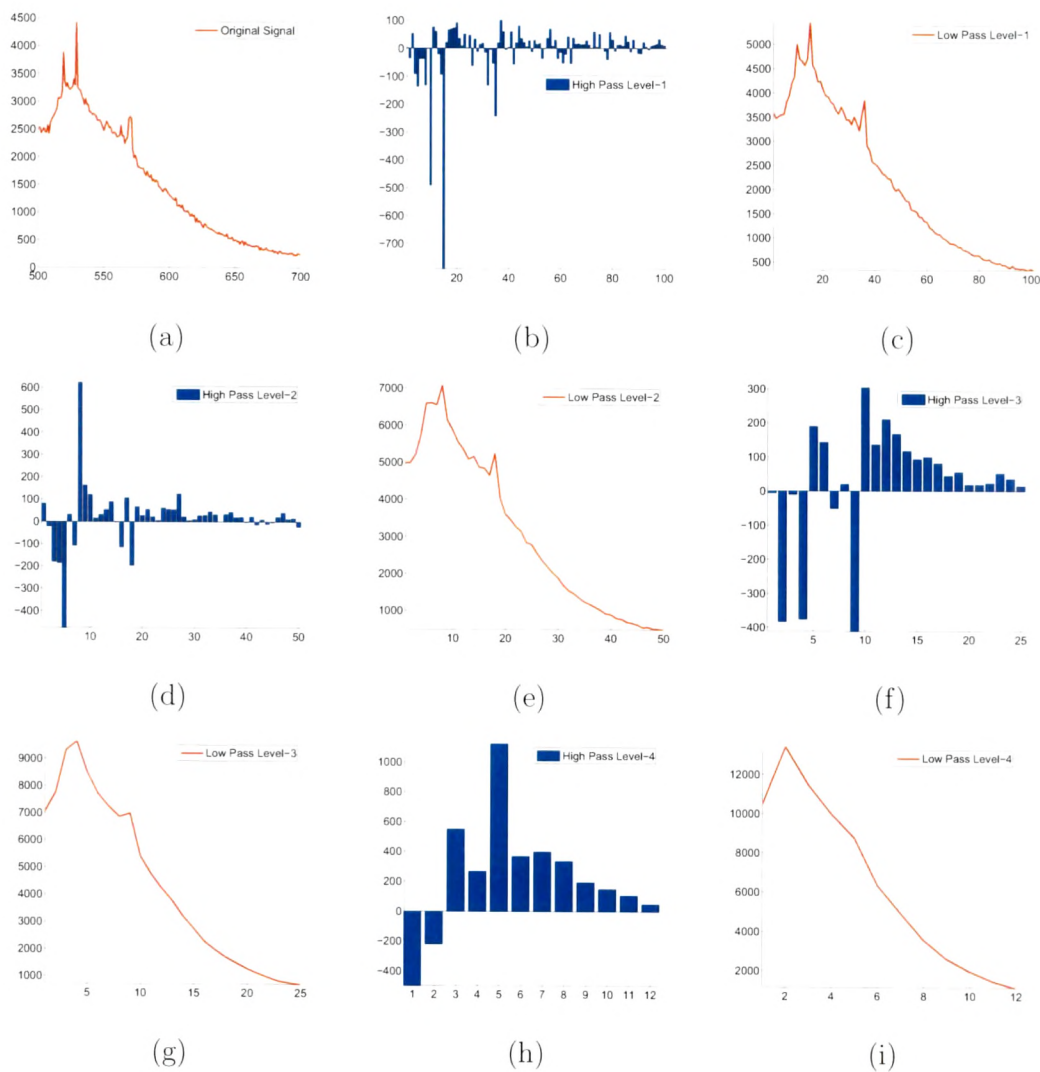 4500
4000
3500
3000
2500
2000
1500
1000
500
0
500 550 600 650 700
Original Signal
(a)
100
0
−100
−200
−300
−400
−500
−600
−700
20 40 60 80 100
High Pass Level−1
(b)
5000
4500
4000
3500
3000
2500
2000
1500
1000
500
20 40 60 80 100
Low Pass Level−1
(c)
600
500
400
300
200
100
0
−100
−200
−300
−400
10 20 30 40 50
High Pass Level−2
(d)
7000
6000
5000
4000
3000
2000
1000
10 20 30 40 50
Low Pass Level−2
(e)
300
200
100
0
−100
−200
−300
−400
5 10 15 20 25
High Pass Level−3
(f)
9000
8000
7000
6000
5000
4000
3000
2000
1000
5 10 15 20 25
Low Pass Level−3
(g)
1000
800
600
400
200
0
−200
−400
1 2 3 4 5 6 7 8 9 10 11 12
High Pass Level−4
(h)
12000
10000
8000
6000
4000
2000
2 4 6 8 10 12
Low Pass Level−4
(i)